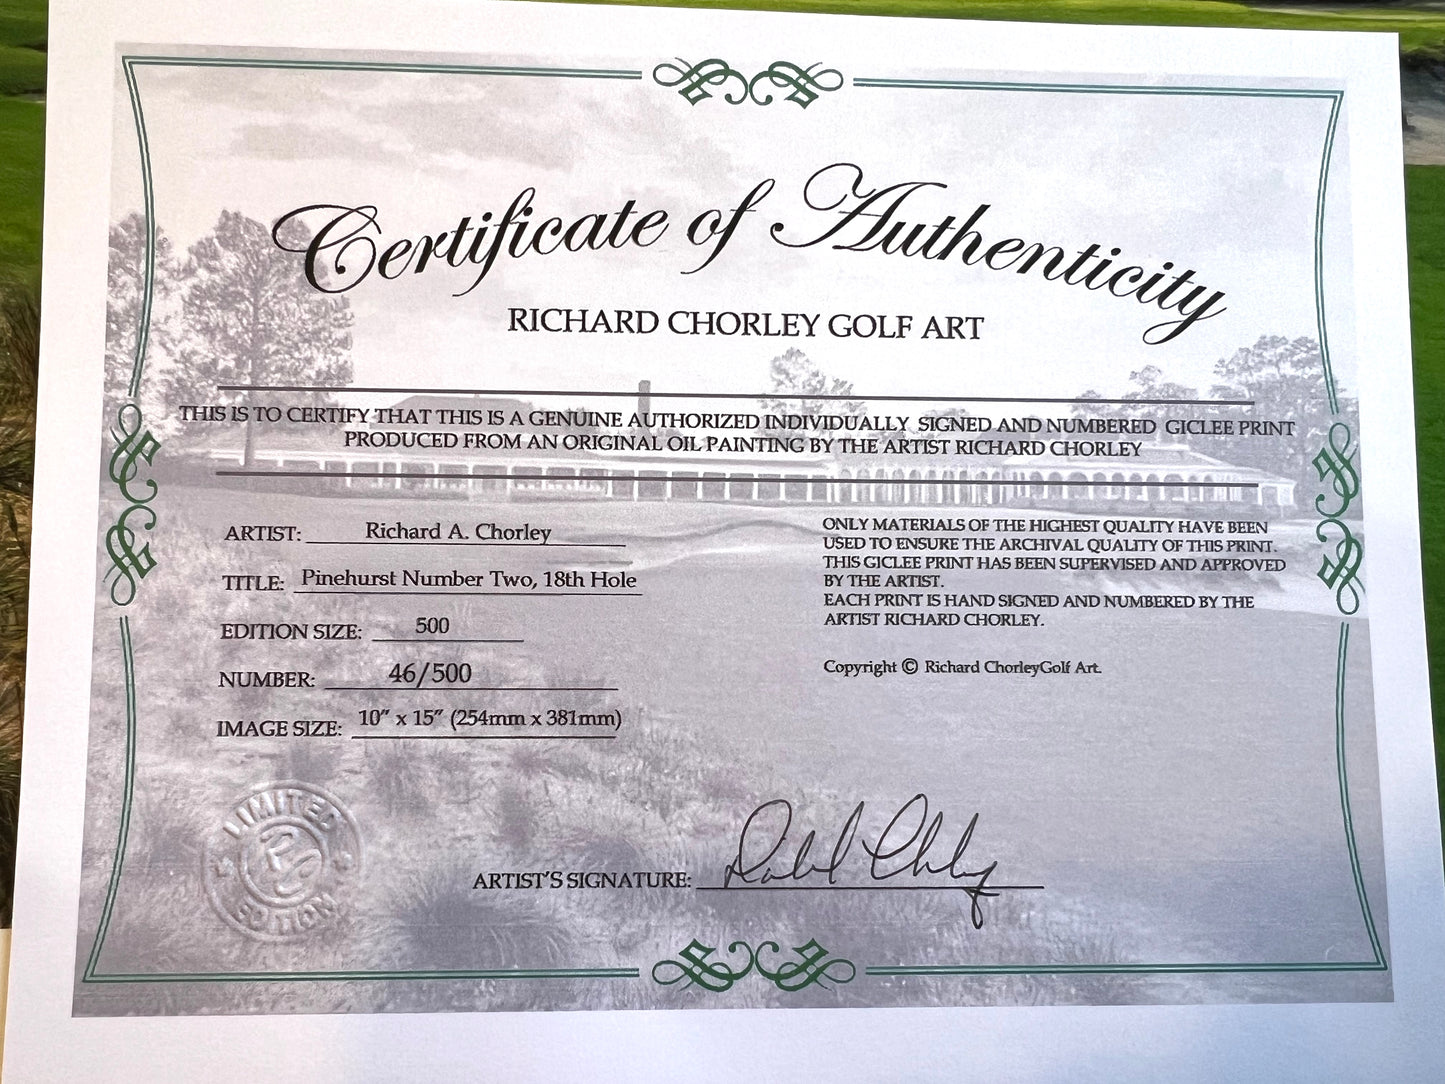 Certificate of Authenticity
RICHARD CHORLEY GOLF ART
THIS IS TO CERTIFY THAT THIS IS A GENUINE AUTHORIZED INDIVIDUALLY SIGNED AND NUMBERED GICLEE PRINT
PRODUCED FROM AN ORIGINAL OIL PAINTING BY THE ARTIST RICHARD CHORLEY
ARTIST: Richard A. Chorley
TITLE: Pinehurst Number Two, 18th Hole
EDITION SIZE: 500
NUMBER: 46/500
IMAGE SIZE: 10" x 15" (254mm x 381mm)
ONLY MATERIALS OF THE HIGHEST QUALITY HAVE BEEN
USED TO ENSURE THE ARCHIVAL QUALITY OF THIS PRINT.
THIS GICLEE PRINT HAS BEEN SUPERVISED AND APPROVED
BY THE ARTIST.
EACH PRINT IS HAND SIGNED AND NUMBERED BY THE
ARTIST RICHARD CHORLEY.
Copyright © Richard ChorleyGolf Art.
LIMITED
RC
EDITION
ARTIST'S SIGNATURE: Richard Chorley